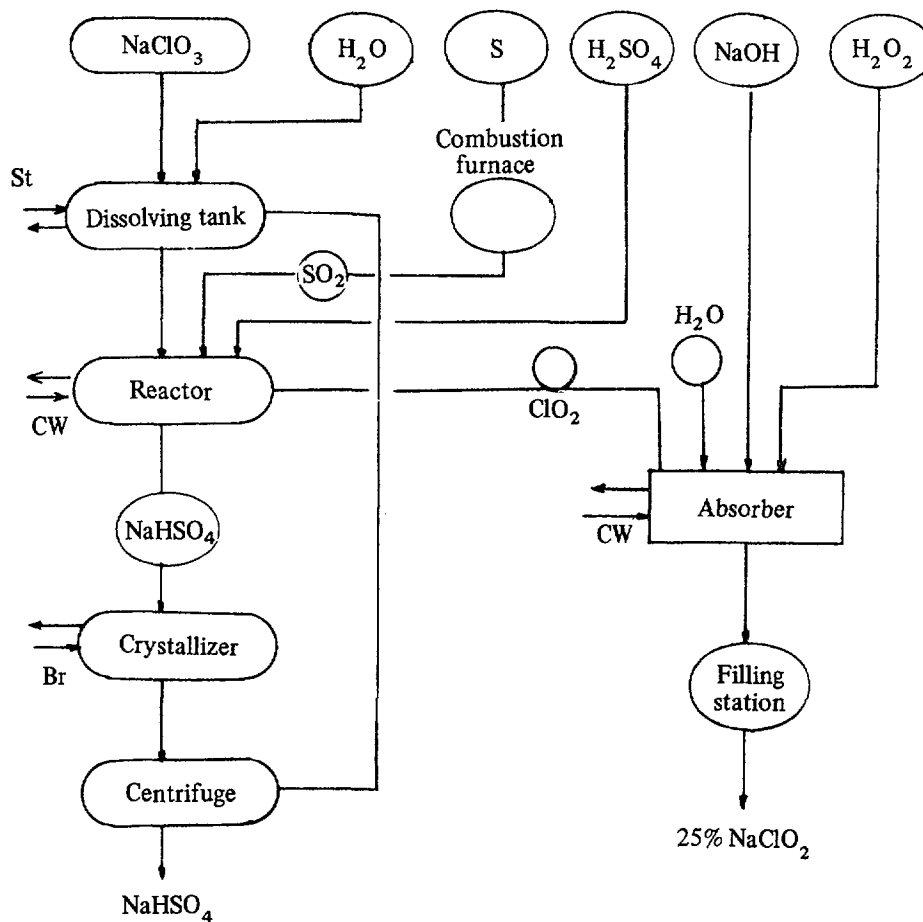 NaClO₃
H₂O
S
H₂SO₄
NaOH
H₂O₂
Combustion
furnace
St
Dissolving tank
SO₂
H₂O
Reactor
CW
ClO₂
Absorber
CW
NaHSO₄
Crystallizer
Br
Filling
station
Centrifuge
25% NaClO₂
NaHSO₄